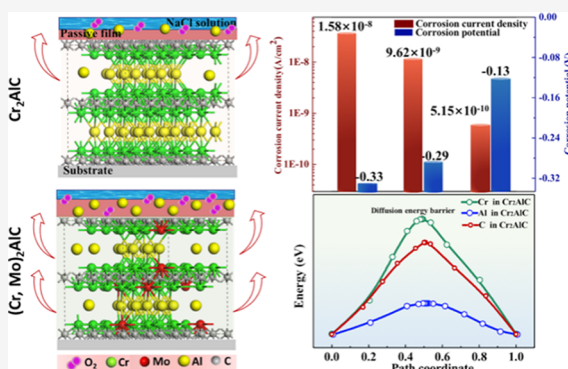 NaCl solution
Passive film
Cr₂AlC
Substrate
(Cr, Mo)₂AlC
O₂ Cr Mo Al C
Corrosion current density(A/cm²)
1E-8
1E-9
1E-10
1.58×10⁻⁸
9.62×10⁻⁹
5.15×10⁻¹⁰
Corrosion current density
Corrosion potential
-0.33
-0.29
-0.13
0.00
-0.08
-0.16
-0.24
-0.32
Corrosion potential(V)
Energy (eV)
Diffusion energy barrier
Cr in Cr₂AlC
Al in Cr₂AlC
C in Cr₂AlC
0.0 0.2 0.4 0.6 0.8 1.0
Path coordinate